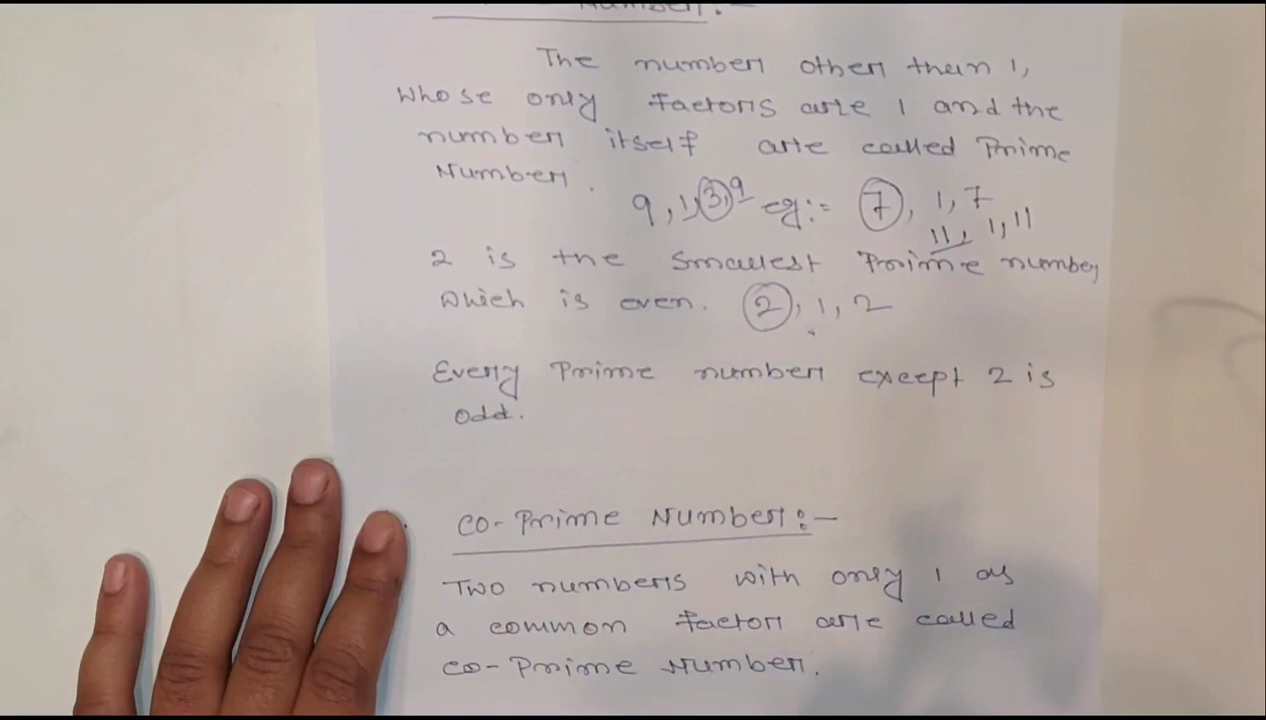 Number:-
The number other than 1,
whose only factors are 1 and the
number itself are called Prime
Number.
9, 1, 3, 9 eg:- 7, 1, 7
11, 1, 11
2 is the smallest Prime number,
which is even. 2, 1, 2
Every Prime number except 2 is
odd.
CO-Prime Number:-
Two numbers with only 1 as
a common factor are called
co-Prime Number.